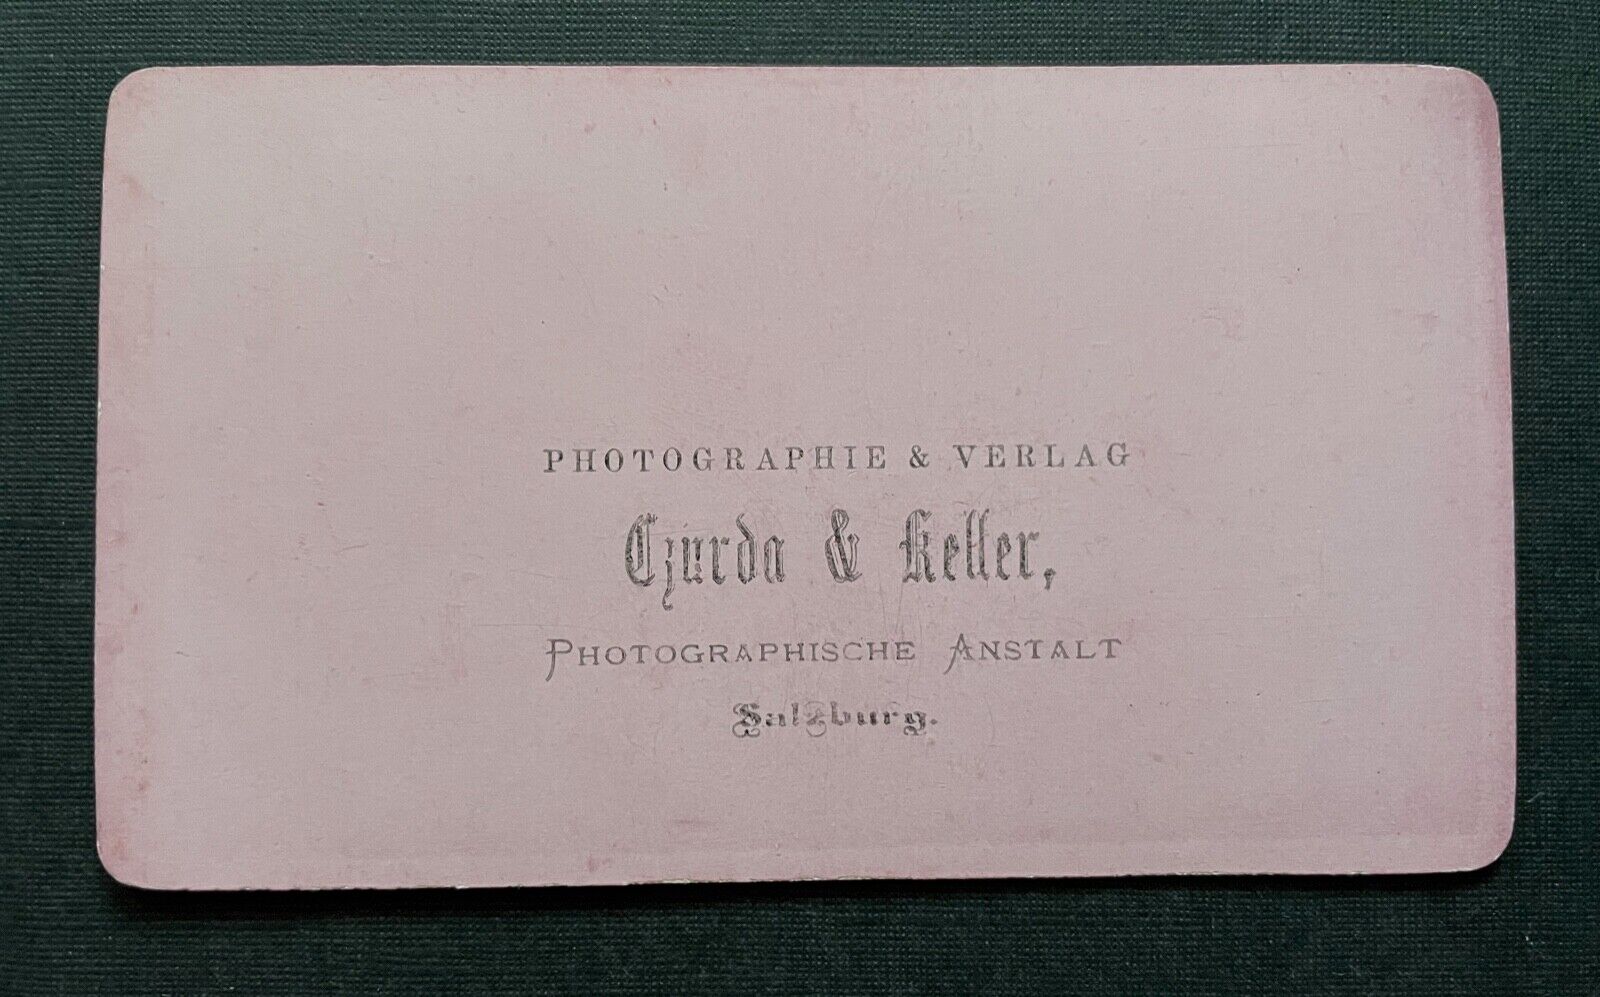 PHOTOGRAPHIE & VERLAG
Czurda & Keller,
PHOTOGRAPHISCHE ANSTALT
Salzburg.